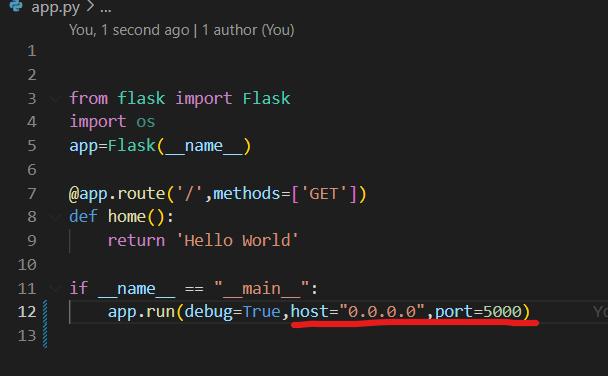 app.py > ...
You, 1 second ago | 1 author (You)
1
2
3 from flask import Flask
4 import os
5 app=Flask(__name__)
6
7 @app.route('/',methods=['GET'])
8 def home():
9 return 'Hello World'
10
11 if __name__ == "__main__":
12 app.run(debug=True,host="0.0.0.0",port=5000)
13